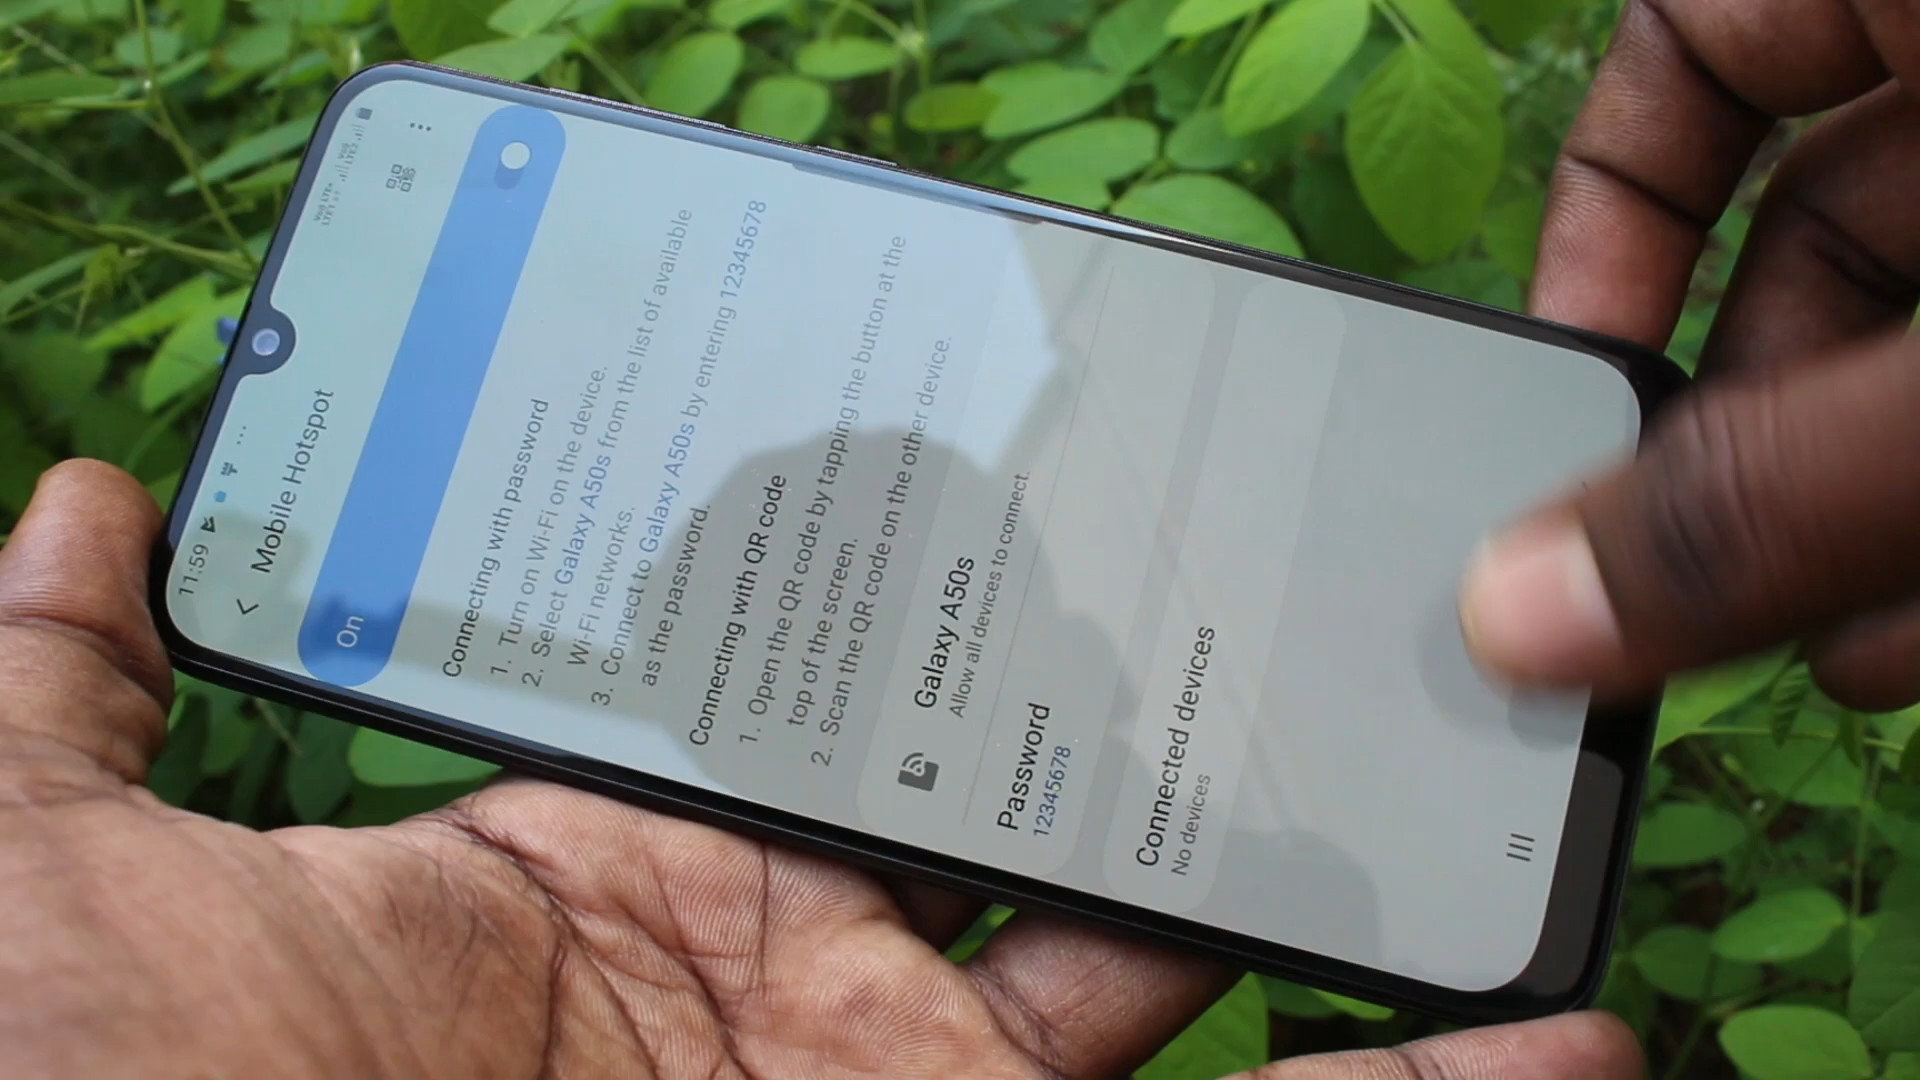 11:59
Mobile Hotspot
On
Connecting with password
1. Turn on Wi-Fi on the device.
2. Select Galaxy A50s from the list of available
Wi-Fi networks.
3. Connect to Galaxy A50s by entering 12345678
as the password.
Connecting with QR code
1. Open the QR code by tapping the button at the
top of the screen.
2. Scan the QR code on the other device.
Galaxy A50s
Allow all devices to connect.
Password
12345678
Connected devices
No devices